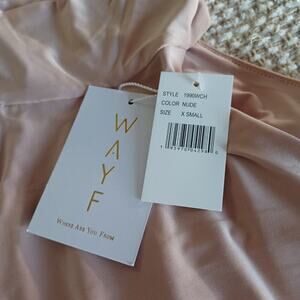 W
A
Y
F
WHERE ARE YOU FROM
STYLE 1990WCH
COLOR NUDE
SIZE X SMALL